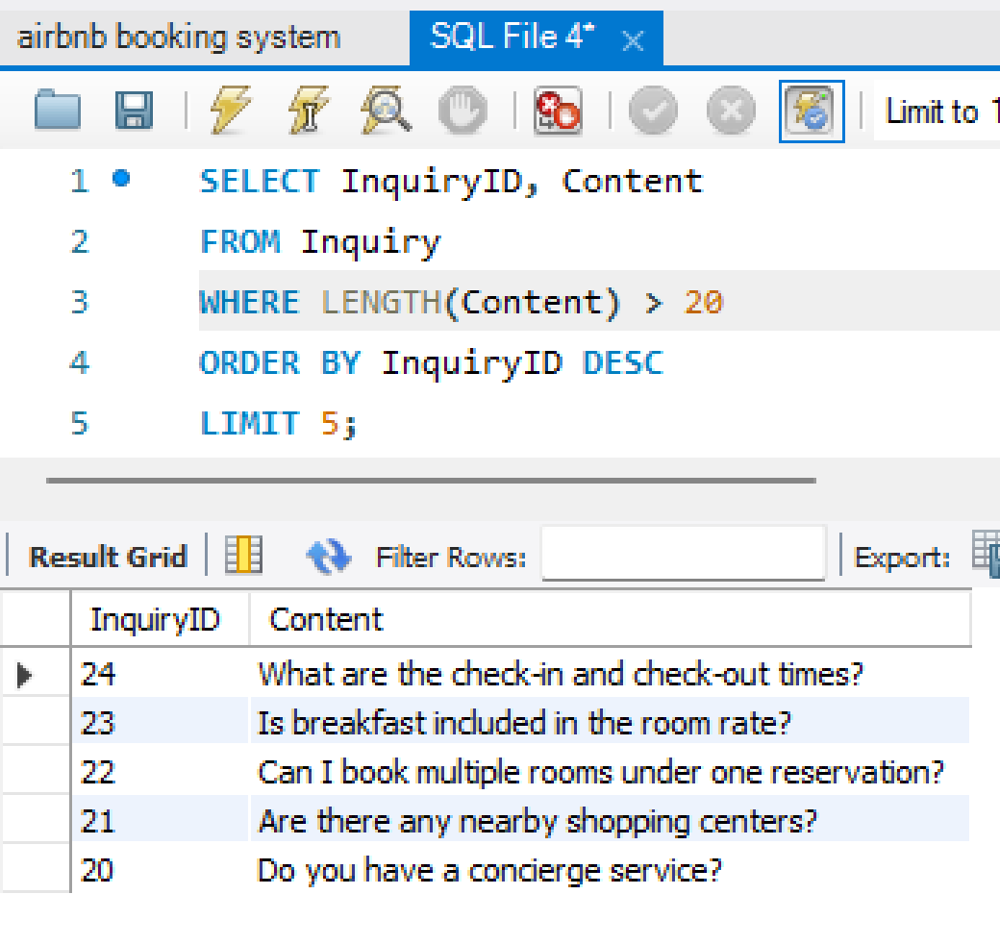 airbnb booking system SQL File 4* ×
Limit to 1
1 SELECT InquiryID, Content
2 FROM Inquiry
3 WHERE LENGTH(Content) > 20
4 ORDER BY InquiryID DESC
5 LIMIT 5;
Result Grid Filter Rows: Export:
InquiryID Content
24 What are the check-in and check-out times?
23 Is breakfast included in the room rate?
22 Can I book multiple rooms under one reservation?
21 Are there any nearby shopping centers?
20 Do you have a concierge service?